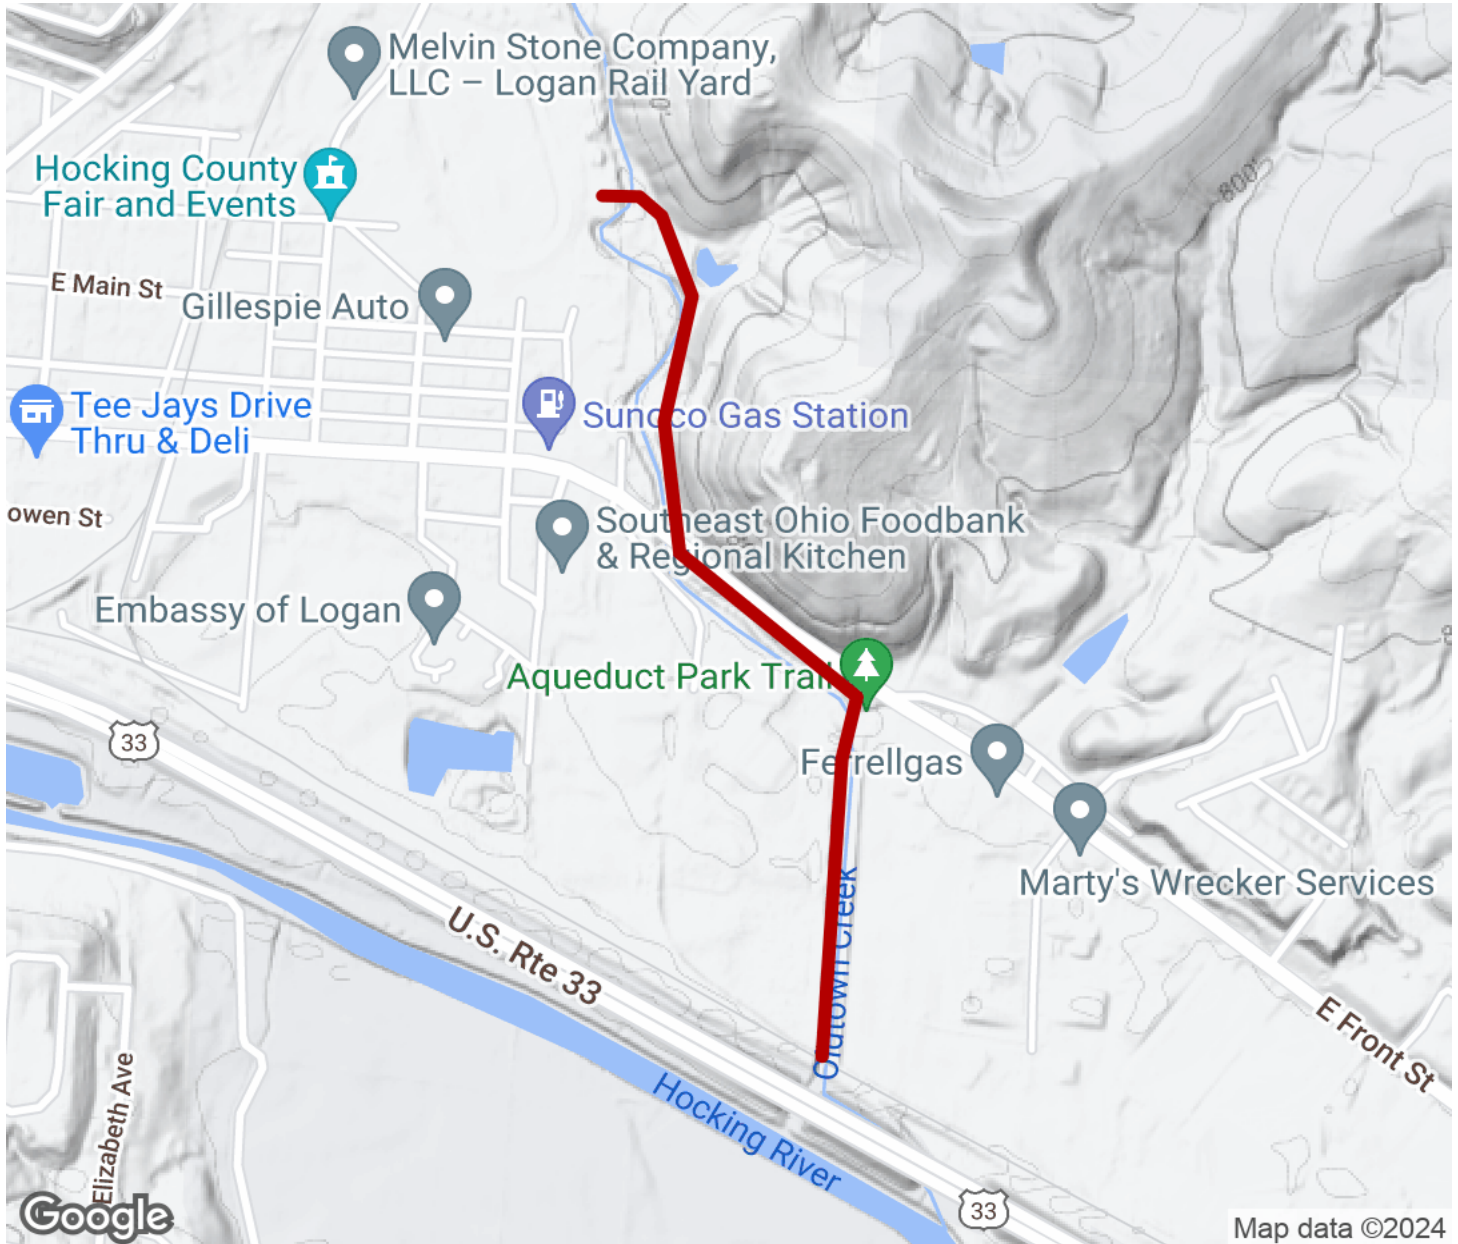 Melvin Stone Company,
LLC – Logan Rail Yard
Hocking County
Fair and Events
800'
E Main St
Gillespie Auto
Tee Jays Drive
Thru & Deli
Sunoco Gas Station
owen St
Southeast Ohio Foodbank
& Regional Kitchen
Embassy of Logan
Aqueduct Park Trail
33
Ferrellgas
Marty's Wrecker Services
U.S. Rte 33
Oldtown Creek
E Front St
Hocking River
Elizabeth Ave
33
Google
Map data ©2024